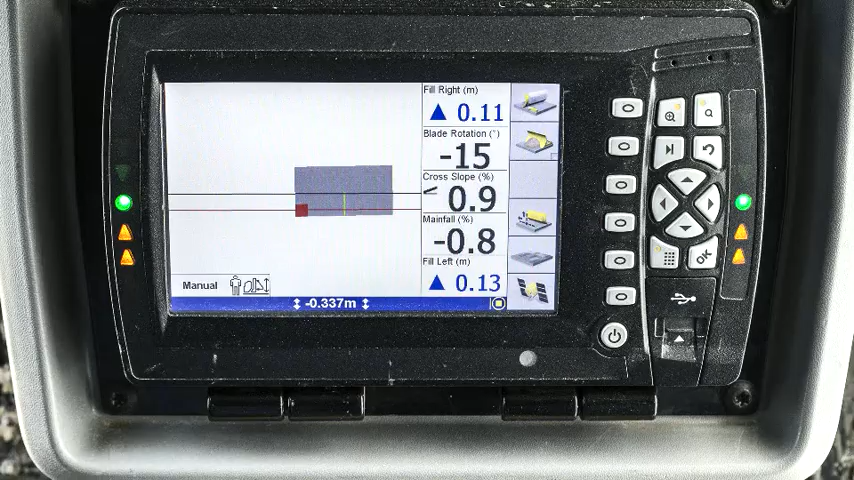 Fill Right (m)
0.11
Blade Rotation (°)
-15
Cross Slope (%)
0.9
Mainfall (%)
-0.8
Fill Left (m)
0.13
Manual
-0.337m
OK